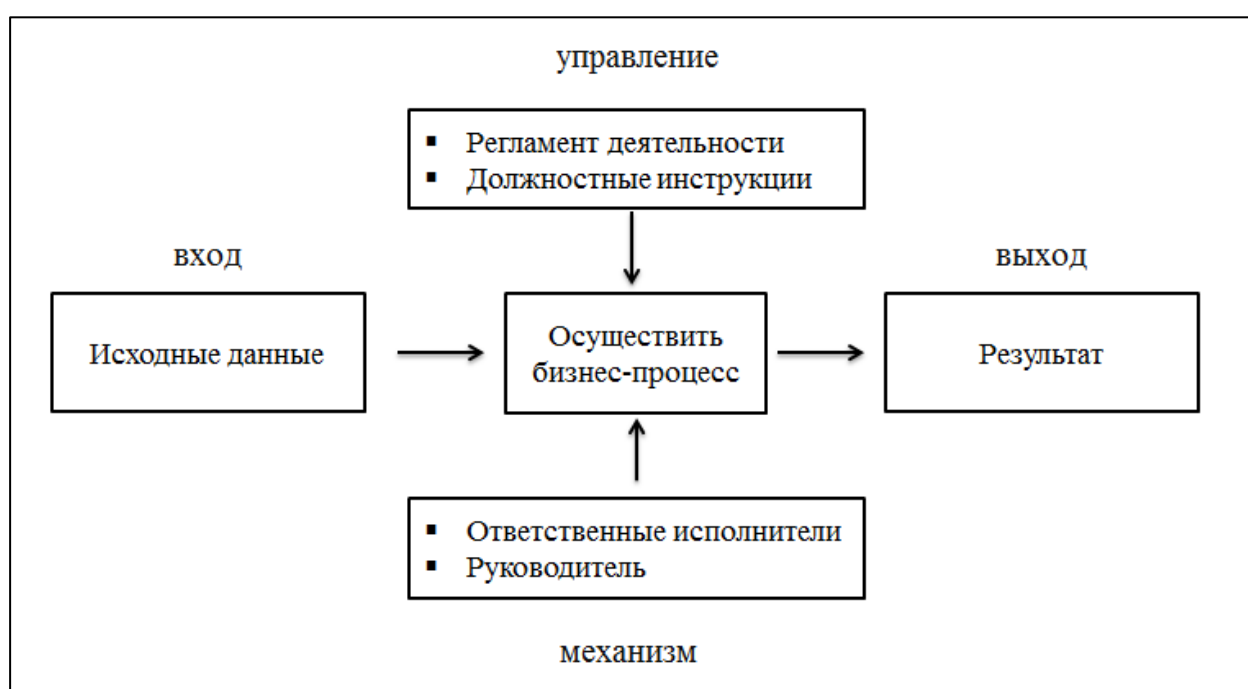 управление
▪ Регламент деятельности
▪ Должностные инструкции
вход
выход
Исходные данные
Осуществить
бизнес-процесс
Результат
▪ Ответственные исполнители
▪ Руководитель
механизм